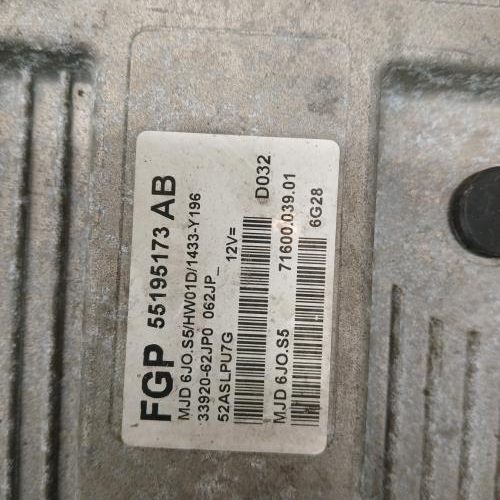 FGP 55195173 AB
MJD 6JO.S5/HW01D/1433-Y196
33920-62JP0 062JP_
52ASLPU7G 12V= D032
MJD 6JO.S5 71600.039.01
6G28